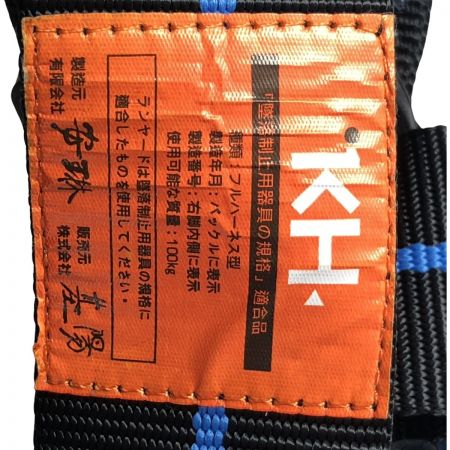 KH
「墜落制止用器具の規格」適合品
種類:フルハーネス型
製造年月:バックルに表示
製造番号:右脚内側に表示
使用可能な質量:100kg
ランヤードは墜落制止用器具の規格に
適合したものを使用してください。
製造元
有限会社
販売元
株式会社 基陽